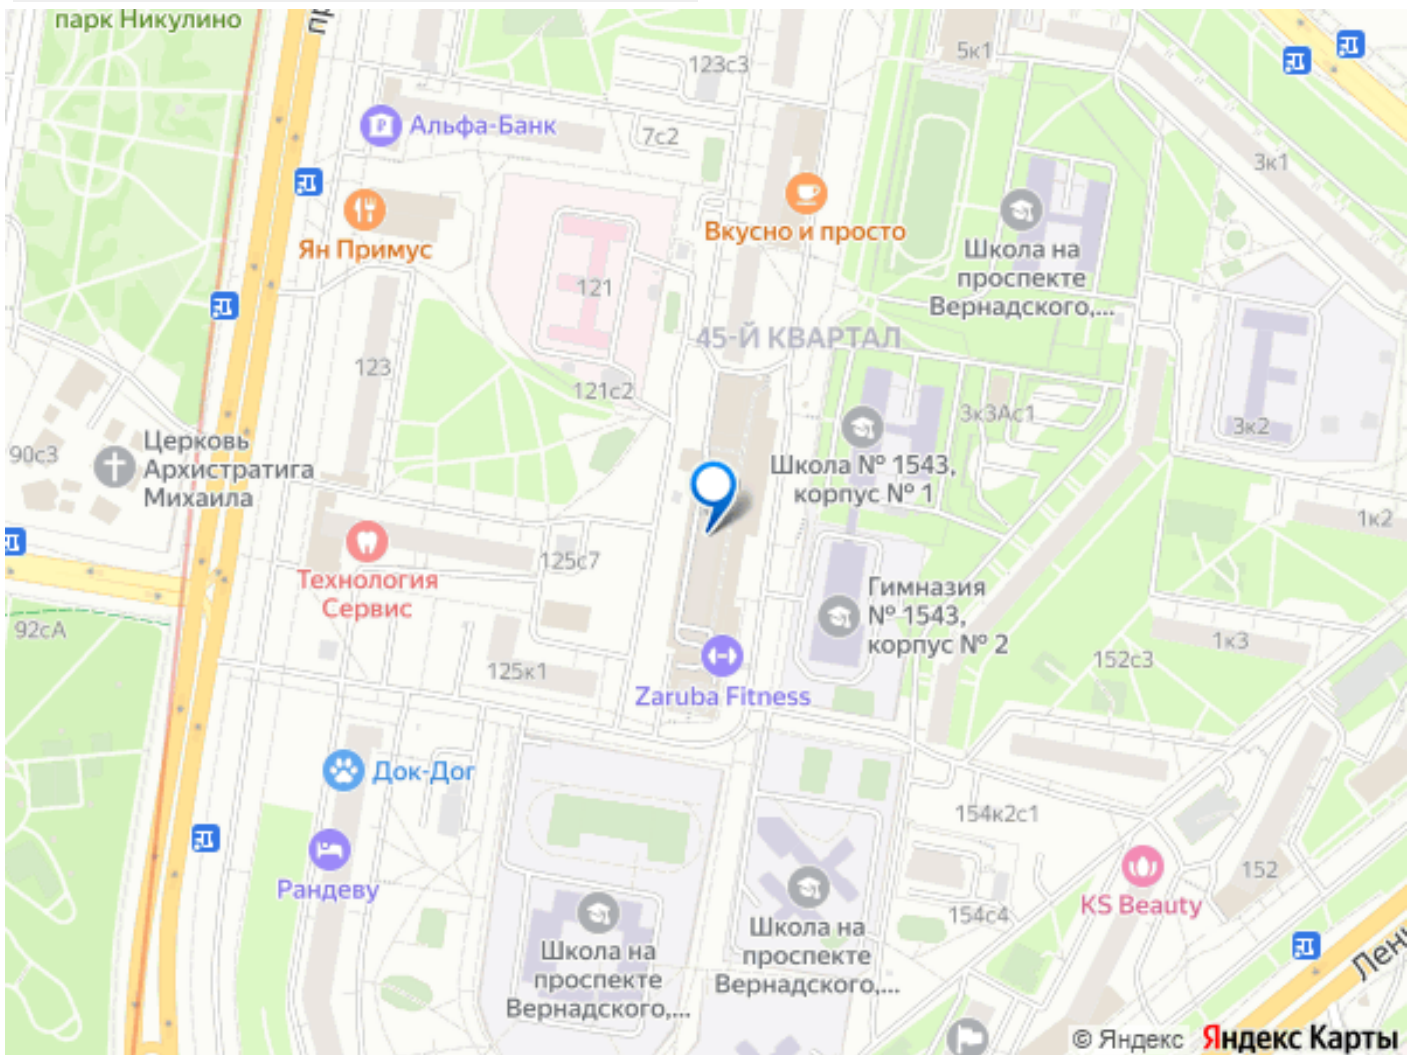 парк Никулино
пр
5к1
123с3
Альфа-Банк
7с2
3к1
Вкусно и просто
Ян Примус
Школа на
проспекте
Вернадского,...
121
45-Й КВАРТАЛ
123
121с2
3к3Ас1
3к2
90с3
Церковь
Архистратига
Михаила
Школа № 1543,
корпус № 1
1к2
125с7
Технология
Сервис
Гимназия
№ 1543,
корпус № 2
92сА
1к3
152с3
125к1
Zaruba Fitness
Док-Дог
154к2с1
Рандеву
152
KS Beauty
154с4
Школа на
проспекте
Вернадского,...
Школа на
проспекте
Вернадского,...
Лени
© Яндекс Яндекс Карты